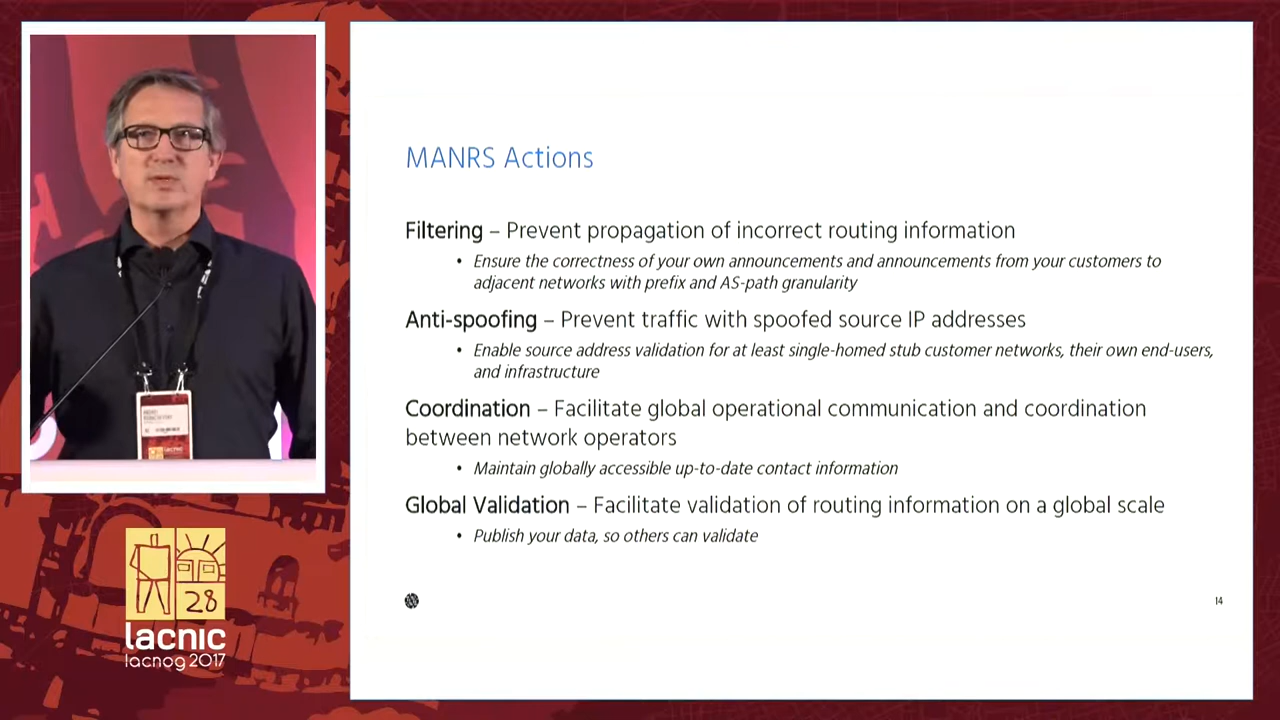 MANRS Actions
Filtering – Prevent propagation of incorrect routing information
• Ensure the correctness of your own announcements and announcements from your customers to
adjacent networks with prefix and AS-path granularity
Anti-spoofing – Prevent traffic with spoofed source IP addresses
• Enable source address validation for at least single-homed stub customer networks, their own end-users,
and infrastructure
Coordination – Facilitate global operational communication and coordination
between network operators
• Maintain globally accessible up-to-date contact information
Global Validation – Facilitate validation of routing information on a global scale
• Publish your data, so others can validate
14
28
lacnic
lacnog 2017
lacnic